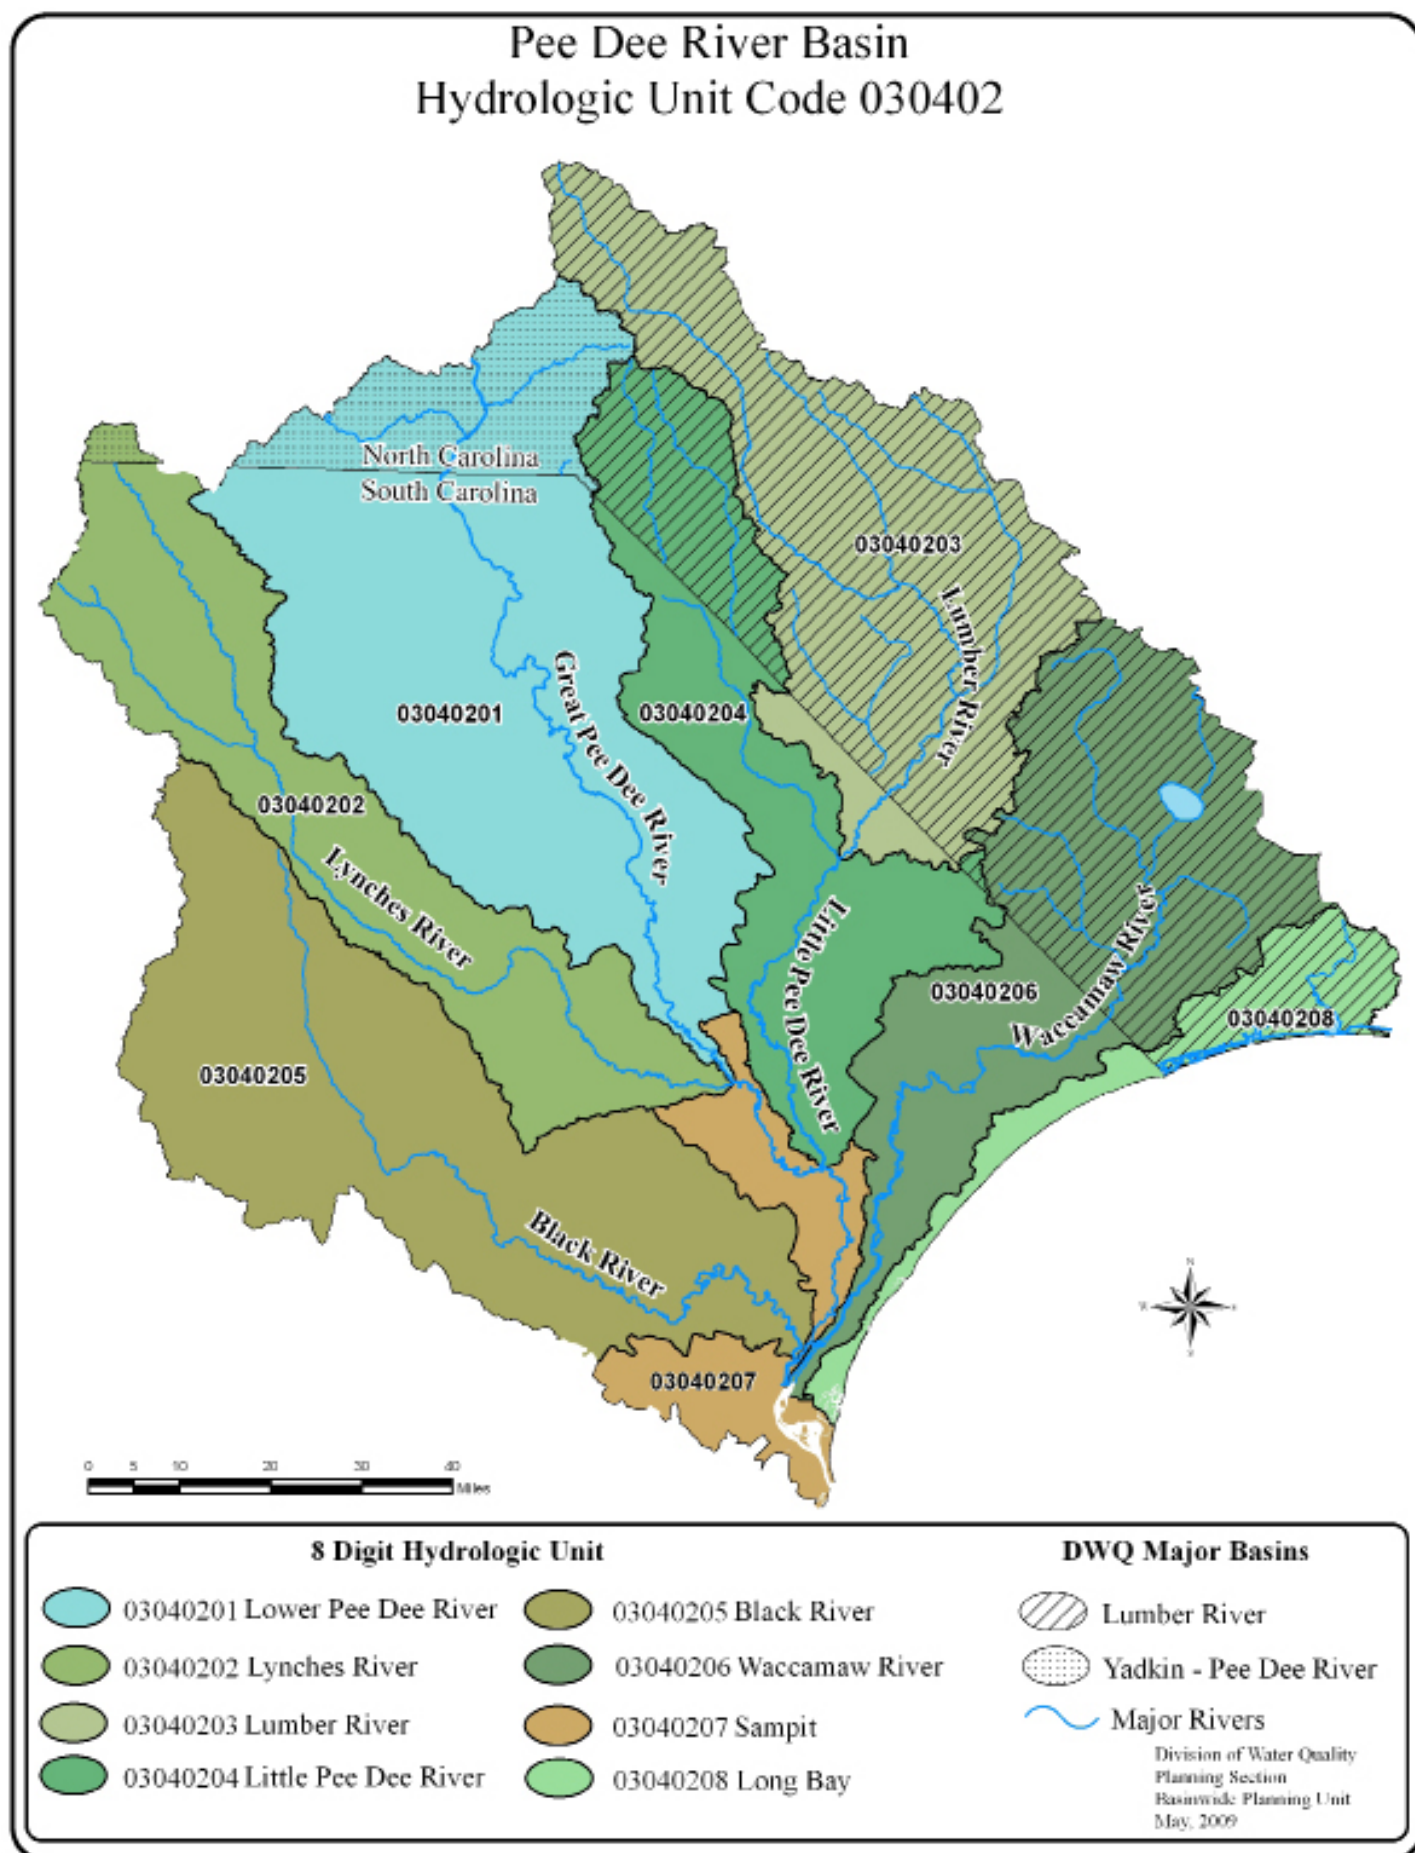 Pee Dee River Basin
Hydrologic Unit Code 030402
North Carolina
South Carolina
03040203
Lumber River
03040201
Great Pee Dee River
03040204
03040202
Lynches River
Little Pee Dee River
03040206
Waccamaw River
03040208
03040205
Black River
03040207
N
W
E
S
0 5 10 20 30 40
Miles
8 Digit Hydrologic Unit
03040201 Lower Pee Dee River
03040202 Lynches River
03040203 Lumber River
03040204 Little Pee Dee River
03040205 Black River
03040206 Waccamaw River
03040207 Sampit
03040208 Long Bay
DWQ Major Basins
Lumber River
Yadkin - Pee Dee River
Major Rivers
Division of Water Quality
Planning Section
Basinwide Planning Unit
May, 2009